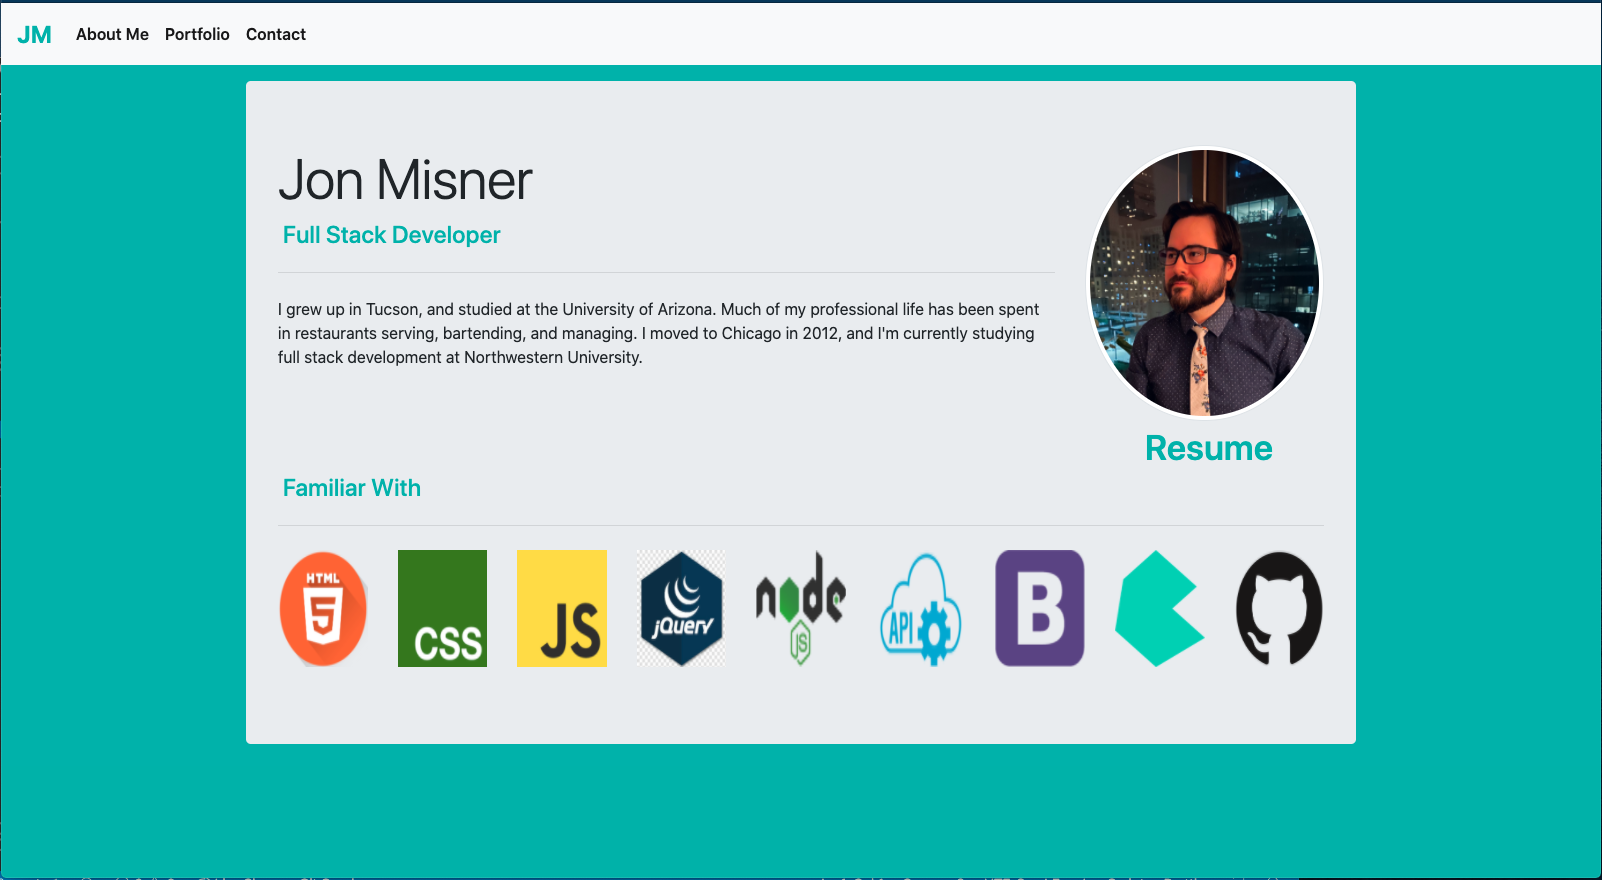 JM About Me Portfolio Contact
Jon Misner
Full Stack Developer
I grew up in Tucson, and studied at the University of Arizona. Much of my professional life has been spent
in restaurants serving, bartending, and managing. I moved to Chicago in 2012, and I'm currently studying
full stack development at Northwestern University.
Resume
Familiar With
HTML
5
CSS
JS
jQuery
node
JS
API
B